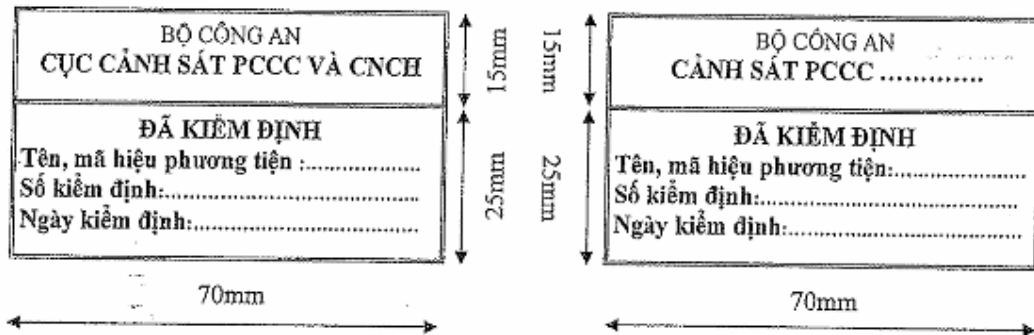 BỘ CÔNG AN
CỤC CẢNH SÁT PCCC VÀ CNCH
ĐÃ KIỂM ĐỊNH
Tên, mã hiệu phương tiện :....................
Số kiểm định:.............................................
Ngày kiểm định:........................................
15mm
25mm
70mm
BỘ CÔNG AN
CẢNH SÁT PCCC .............
ĐÃ KIỂM ĐỊNH
Tên, mã hiệu phương tiện:....................
Số kiểm định:.............................................
Ngày kiểm định:........................................
15mm
25mm
70mm